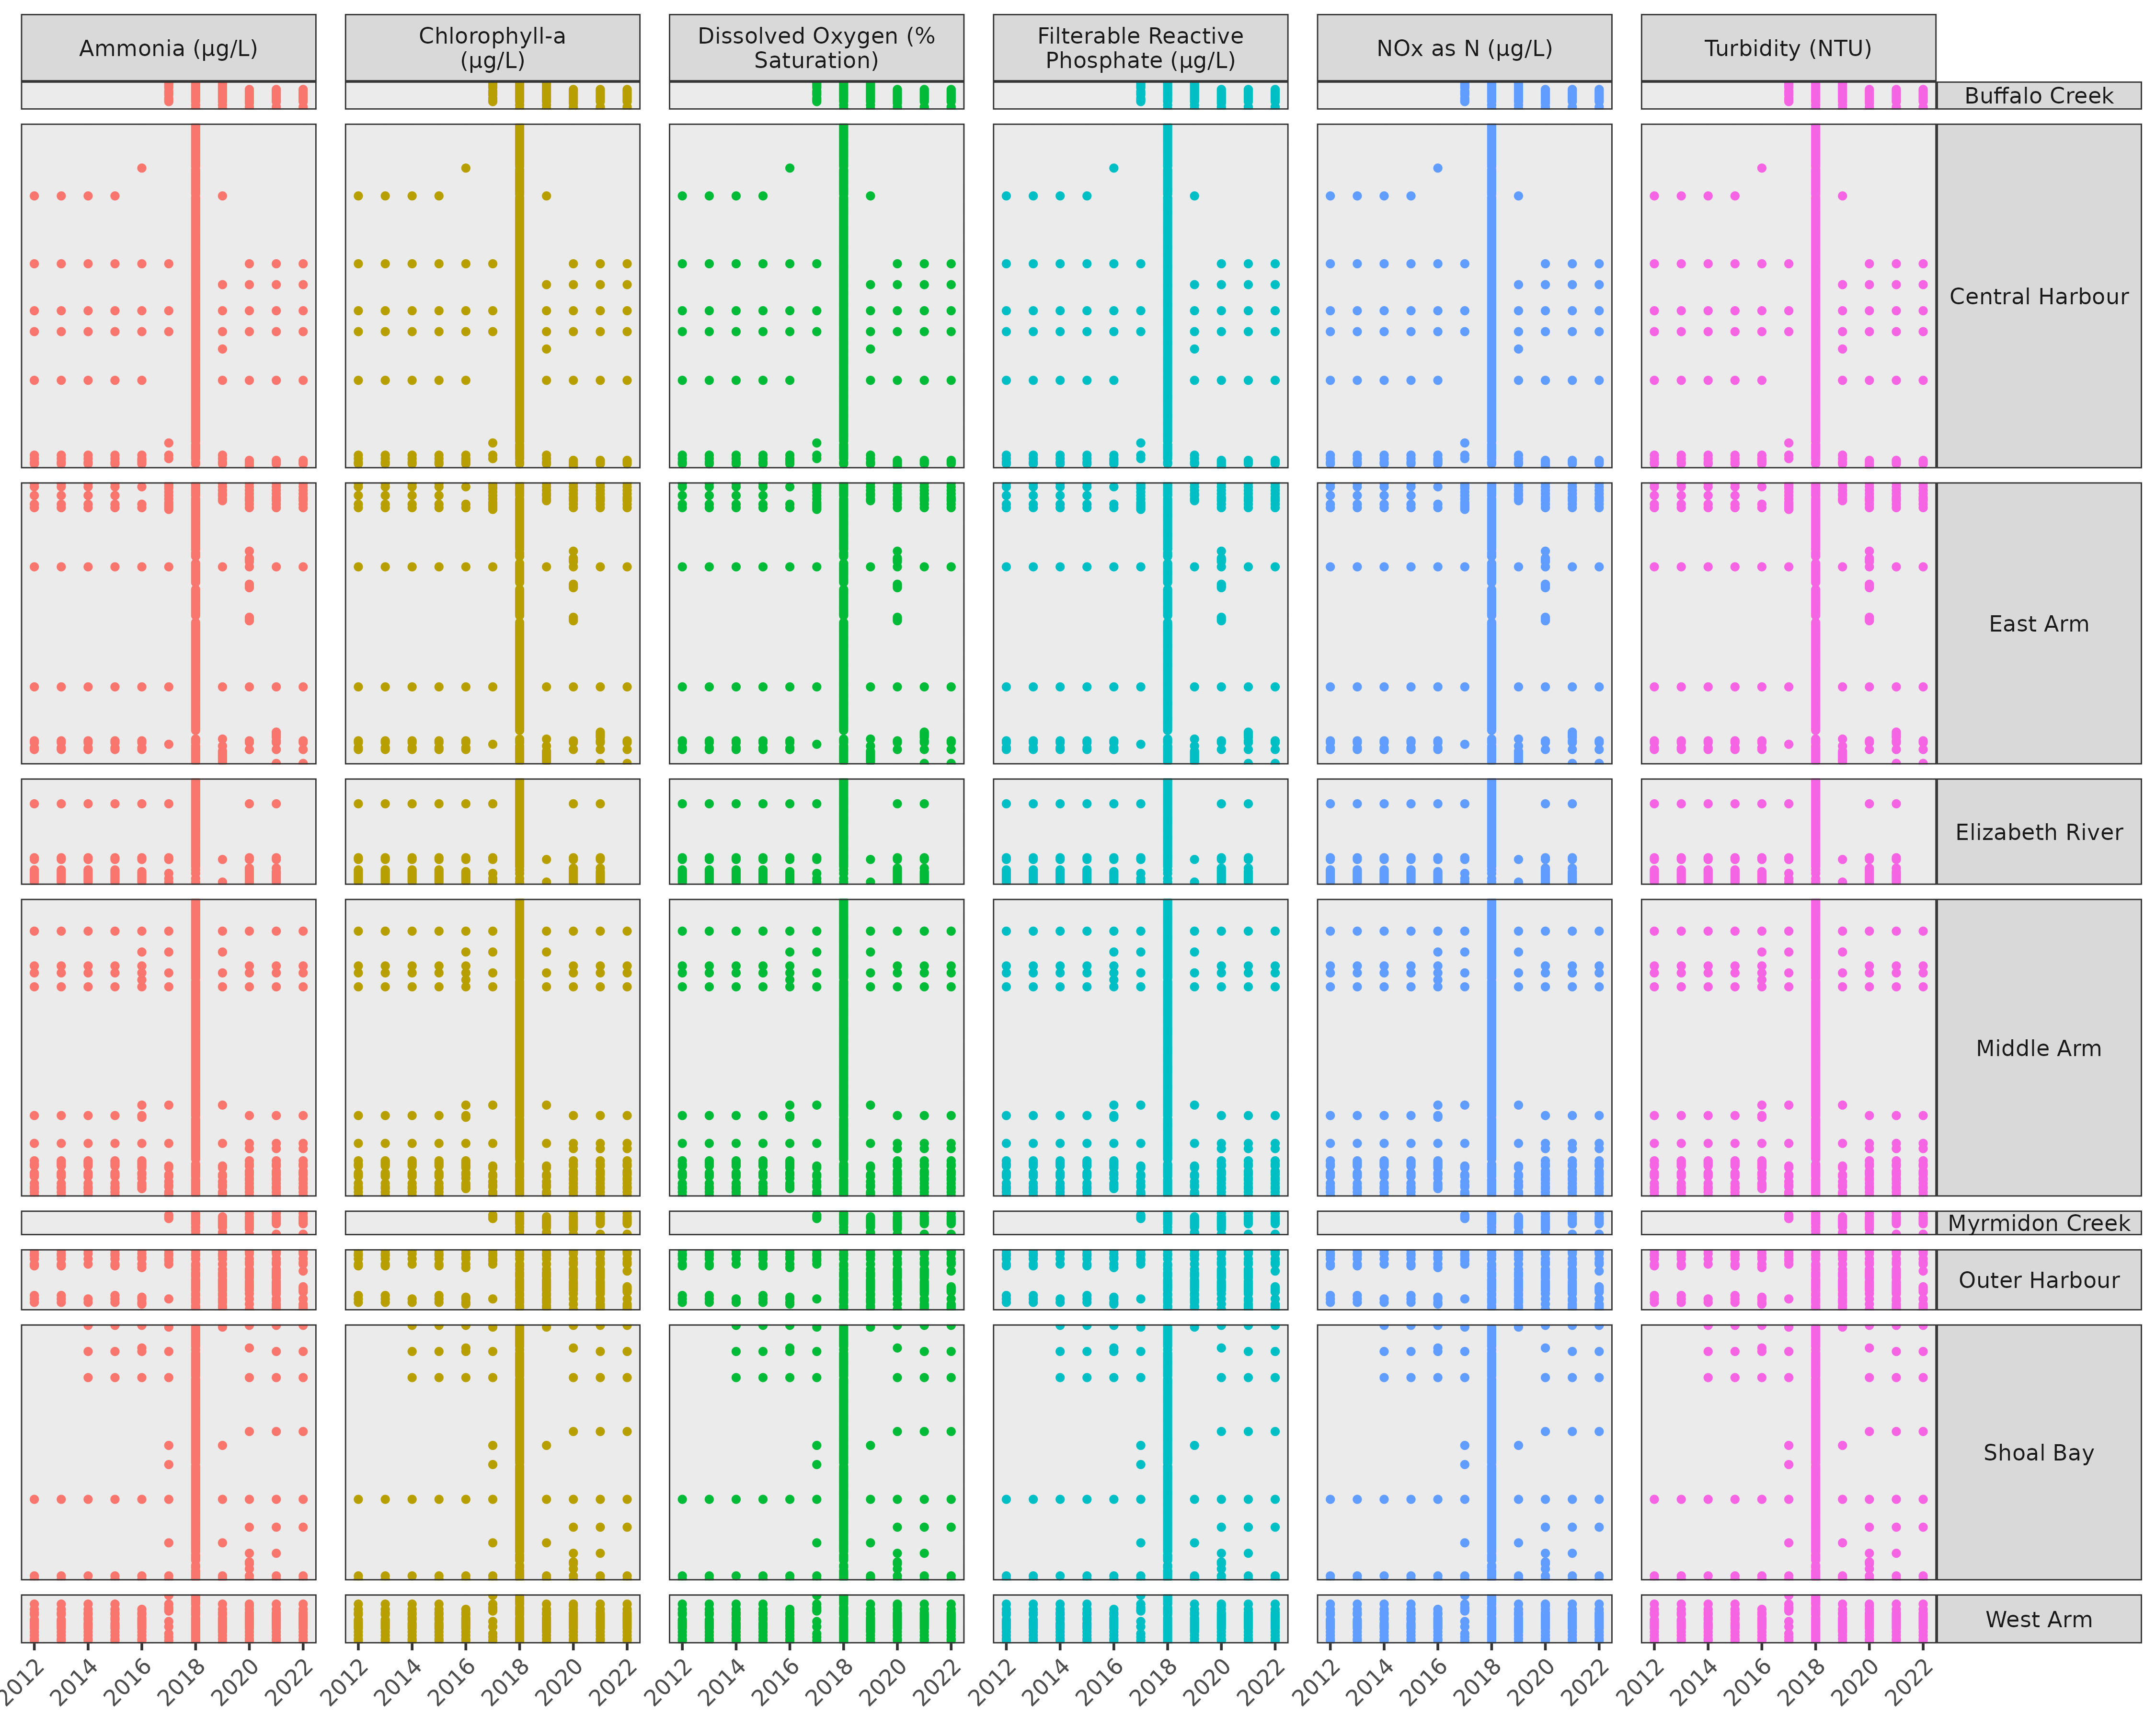 Ammonia (µg/L)
Chlorophyll-a
(µg/L)
Dissolved Oxygen (%
Saturation)
Filterable Reactive
Phosphate (µg/L)
NOx as N (µg/L)
Turbidity (NTU)
Buffalo Creek
Central Harbour
East Arm
Elizabeth River
Middle Arm
Myrmidon Creek
Outer Harbour
Shoal Bay
West Arm
2012 2014 2016 2018 2020 2022
2012 2014 2016 2018 2020 2022
2012 2014 2016 2018 2020 2022
2012 2014 2016 2018 2020 2022
2012 2014 2016 2018 2020 2022
2012 2014 2016 2018 2020 2022